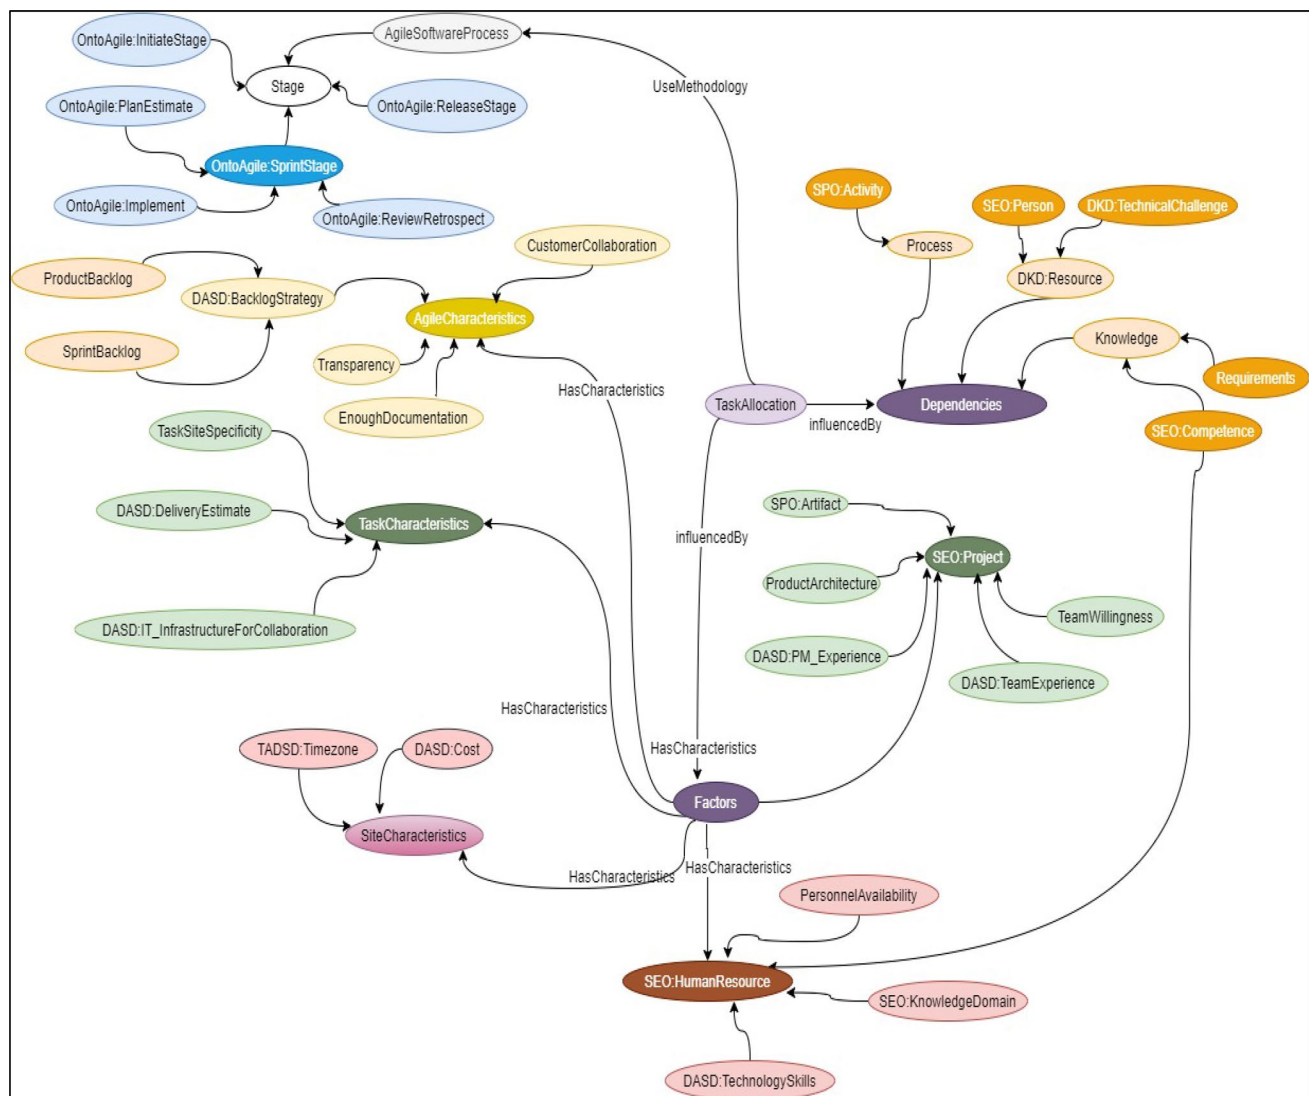 OntoAgile:InitiateStage
AgileSoftwareProcess
Stage
UseMethodology
OntoAgile:PlanEstimate
OntoAgile:ReleaseStage
OntoAgile:SprintStage
OntoAgile:Implement
OntoAgile:ReviewRetrospect
SPO:Activity
SEO:Person
DKD:TechnicalChallenge
Process
DKD:Resource
CustomerCollaboration
ProductBacklog
DASD:BacklogStrategy
AgileCharacteristics
SprintBacklog
Transparency
HasCharacteristics
EnoughDocumentation
Knowledge
Requirements
TaskAllocation
influencedBy
Dependencies
SEO:Competence
TaskSiteSpecificity
DASD:DeliveryEstimate
TaskCharacteristics
DASD:IT_InfrastructureForCollaboration
influencedBy
SPO:Artifact
SEO:Project
ProductArchitecture
TeamWillingness
DASD:PM_Experience
DASD:TeamExperience
HasCharacteristics
TADSD:Timezone
DASD:Cost
HasCharacteristics
Factors
SiteCharacteristics
HasCharacteristics
HasCharacteristics
PersonnelAvailability
SEO:HumanResource
SEO:KnowledgeDomain
DASD:TechnologySkills